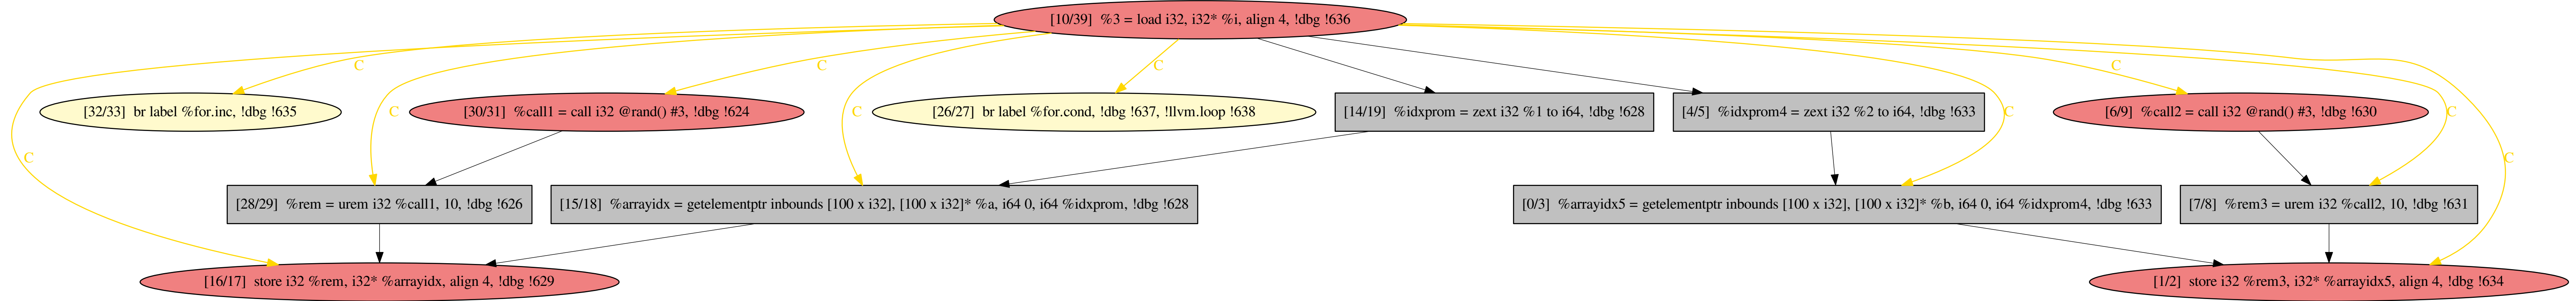 [10/39]  %3 = load i32, i32* %i, align 4, !dbg !636
C
C
C
C
[32/33]  br label %for.inc, !dbg !635
C
[30/31]  %call1 = call i32 @rand() #3, !dbg !624
C
[26/27]  br label %for.cond, !dbg !637, !llvm.loop !638
[14/19]  %idxprom = zext i32 %1 to i64, !dbg !628
[4/5]  %idxprom4 = zext i32 %2 to i64, !dbg !633
C
[6/9]  %call2 = call i32 @rand() #3, !dbg !630
C
C
C
[28/29]  %rem = urem i32 %call1, 10, !dbg !626
[15/18]  %arrayidx = getelementptr inbounds [100 x i32], [100 x i32]* %a, i64 0, i64 %idxprom, !dbg !628
[0/3]  %arrayidx5 = getelementptr inbounds [100 x i32], [100 x i32]* %b, i64 0, i64 %idxprom4, !dbg !633
[7/8]  %rem3 = urem i32 %call2, 10, !dbg !631
[16/17]  store i32 %rem, i32* %arrayidx, align 4, !dbg !629
[1/2]  store i32 %rem3, i32* %arrayidx5, align 4, !dbg !634